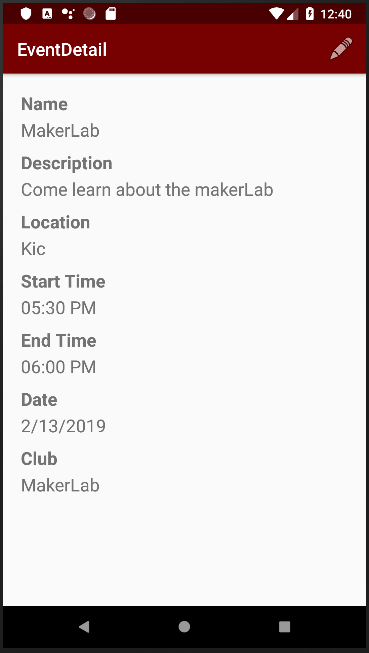 12:40
EventDetail
Name
MakerLab
Description
Come learn about the makerLab
Location
Kic
Start Time
05:30 PM
End Time
06:00 PM
Date
2/13/2019
Club
MakerLab